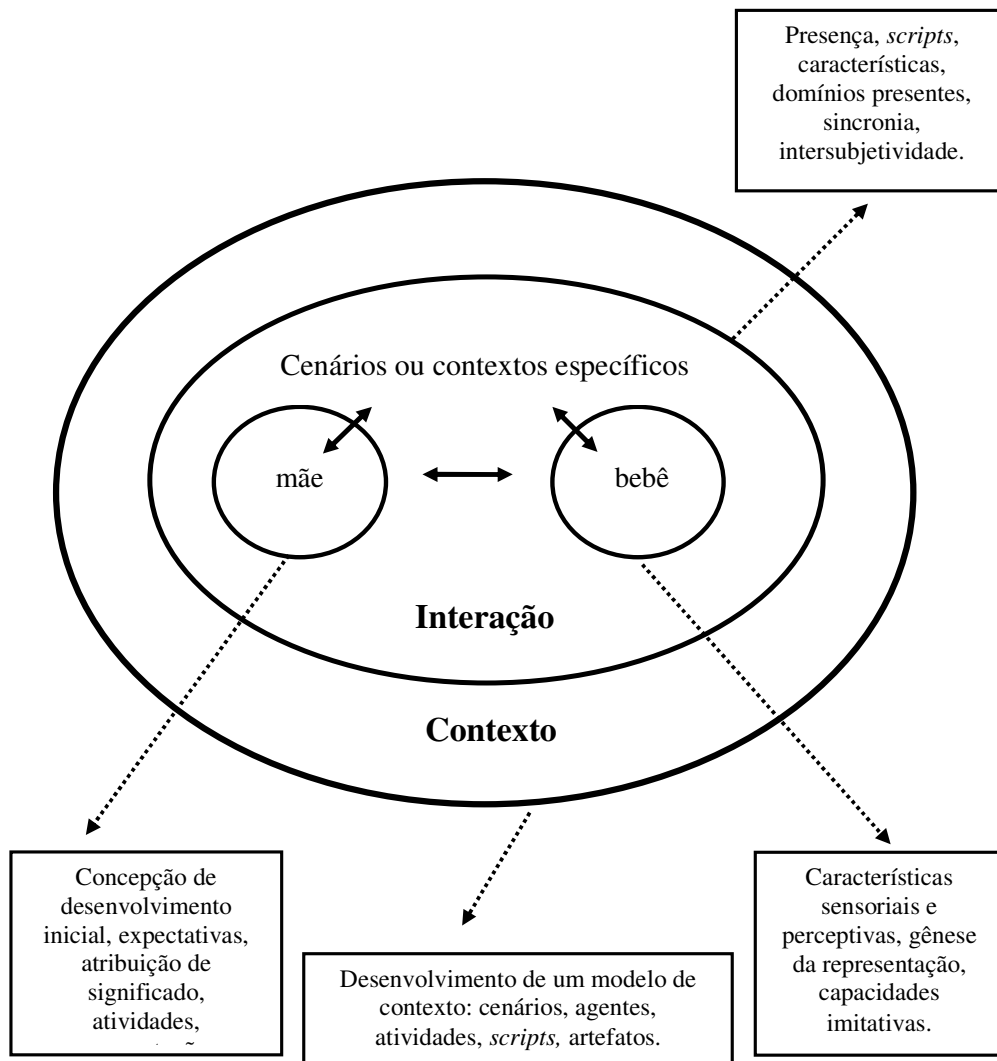 Presença, scripts,
características,
domínios presentes,
sincronia,
intersubjetividade.
Cenários ou contextos específicos
mãe
bebê
Interação
Contexto
Concepção de
desenvolvimento
inicial, expectativas,
atribuição de
significado,
atividades,
Desenvolvimento de um modelo de
contexto: cenários, agentes,
atividades, scripts, artefatos.
Características
sensoriais e
perceptivas, gênese
da representação,
capacidades
imitativas.